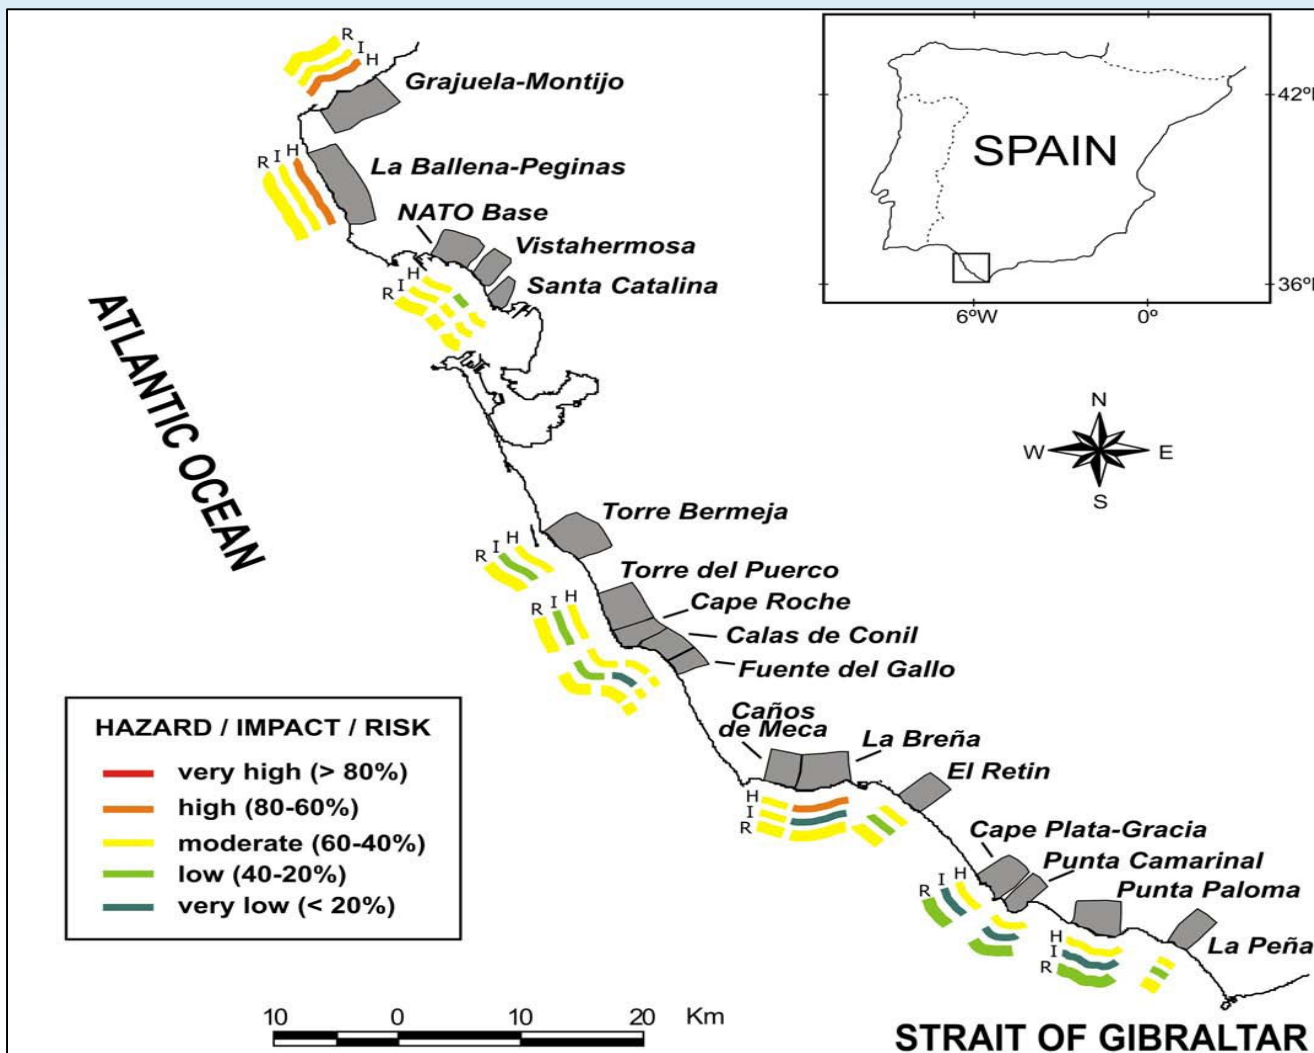 R
I
H
Grajuela-Montijo
R I H
La Ballena-Peginas
NATO Base
Vistahermosa
Santa Catalina
H
I
R
ATLANTIC OCEAN
SPAIN
42º
36º
6ºW
0º
N
W
E
S
Torre Bermeja
R I H
Torre del Puerco
Cape Roche
R I H
Calas de Conil
Fuente del Gallo
Caños
de Meca
La Breña
El Retin
H
I
R
Cape Plata-Gracia
Punta Camarinal
Punta Paloma
R I H
H
I
R
La Peña
HAZARD / IMPACT / RISK
very high (> 80%)
high (80-60%)
moderate (60-40%)
low (40-20%)
very low (< 20%)
10 0 10 20 Km
STRAIT OF GIBRALTAR